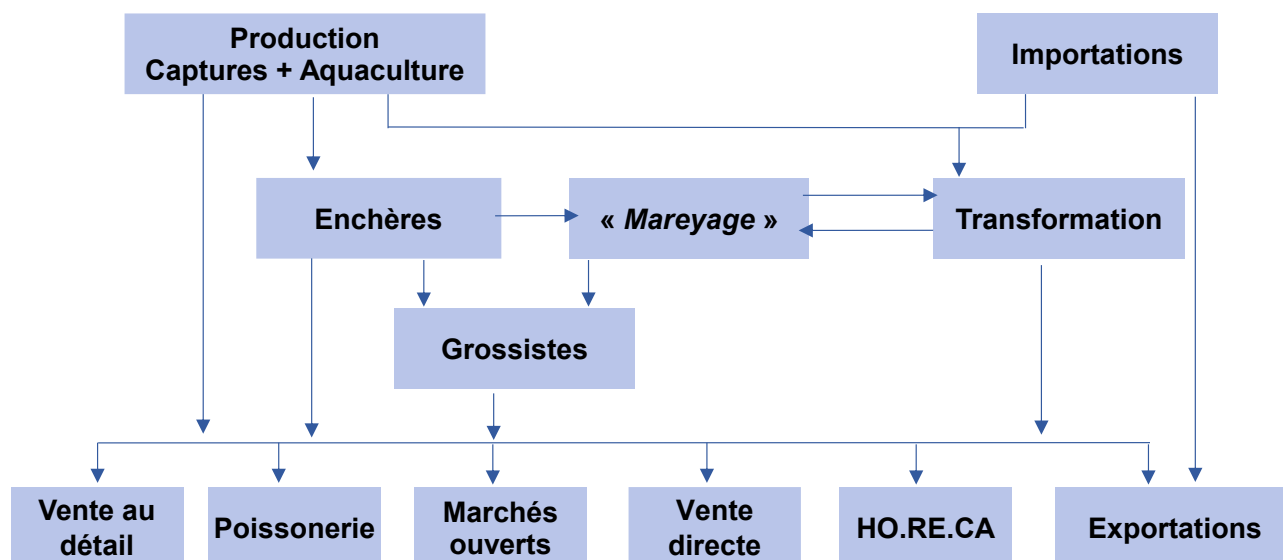 Production
Captures + Aquaculture
Importations
Enchères
« Mareyage »
Transformation
Grossistes
Vente au
détail
Poissonerie
Marchés
ouverts
Vente
directe
HO.RE.CA
Exportations